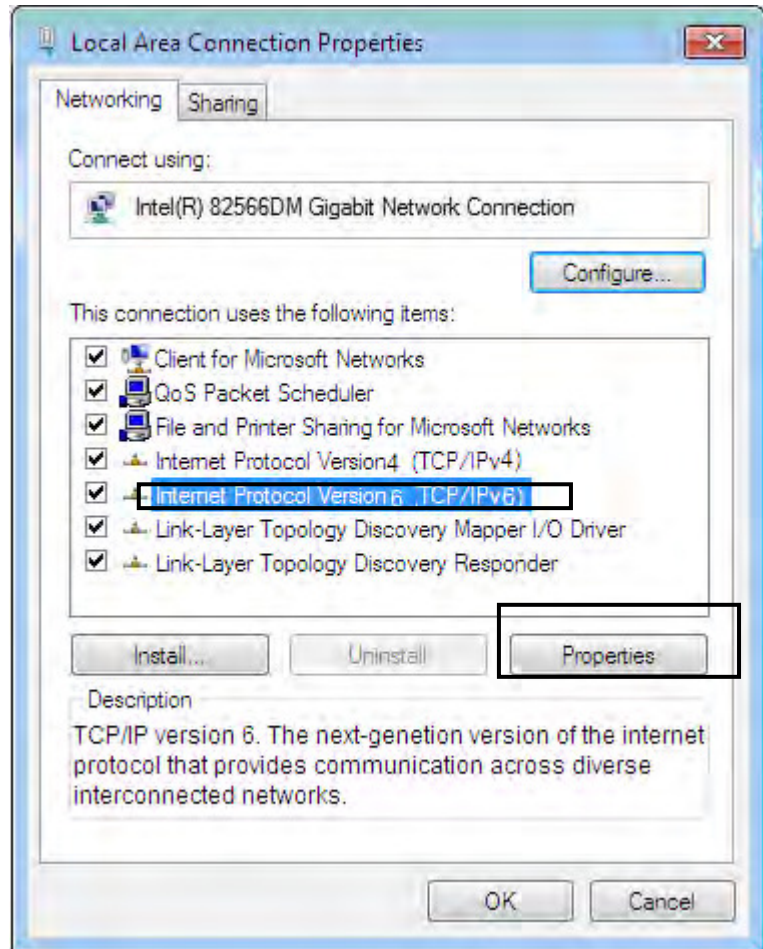 Local Area Connection Properties
Networking
Sharing
Connect using:
Intel(R) 82566DM Gigabit Network Connection
Configure...
This connection uses the following items:
Client for Microsoft Networks
QoS Packet Scheduler
File and Printer Sharing for Microsoft Networks
Internet Protocol Version4 (TCP/IPv4)
Internet Protocol Version 6 .TCP/IPv6)
Link-Layer Topology Discovery Mapper I/O Driver
Link-Layer Topology Discovery Responder
Install...
Uninstall
Properties
Description
TCP/IP version 6. The next-genetion version of the internet
protocol that provides communication across diverse
interconnected networks.
OK
Cancel